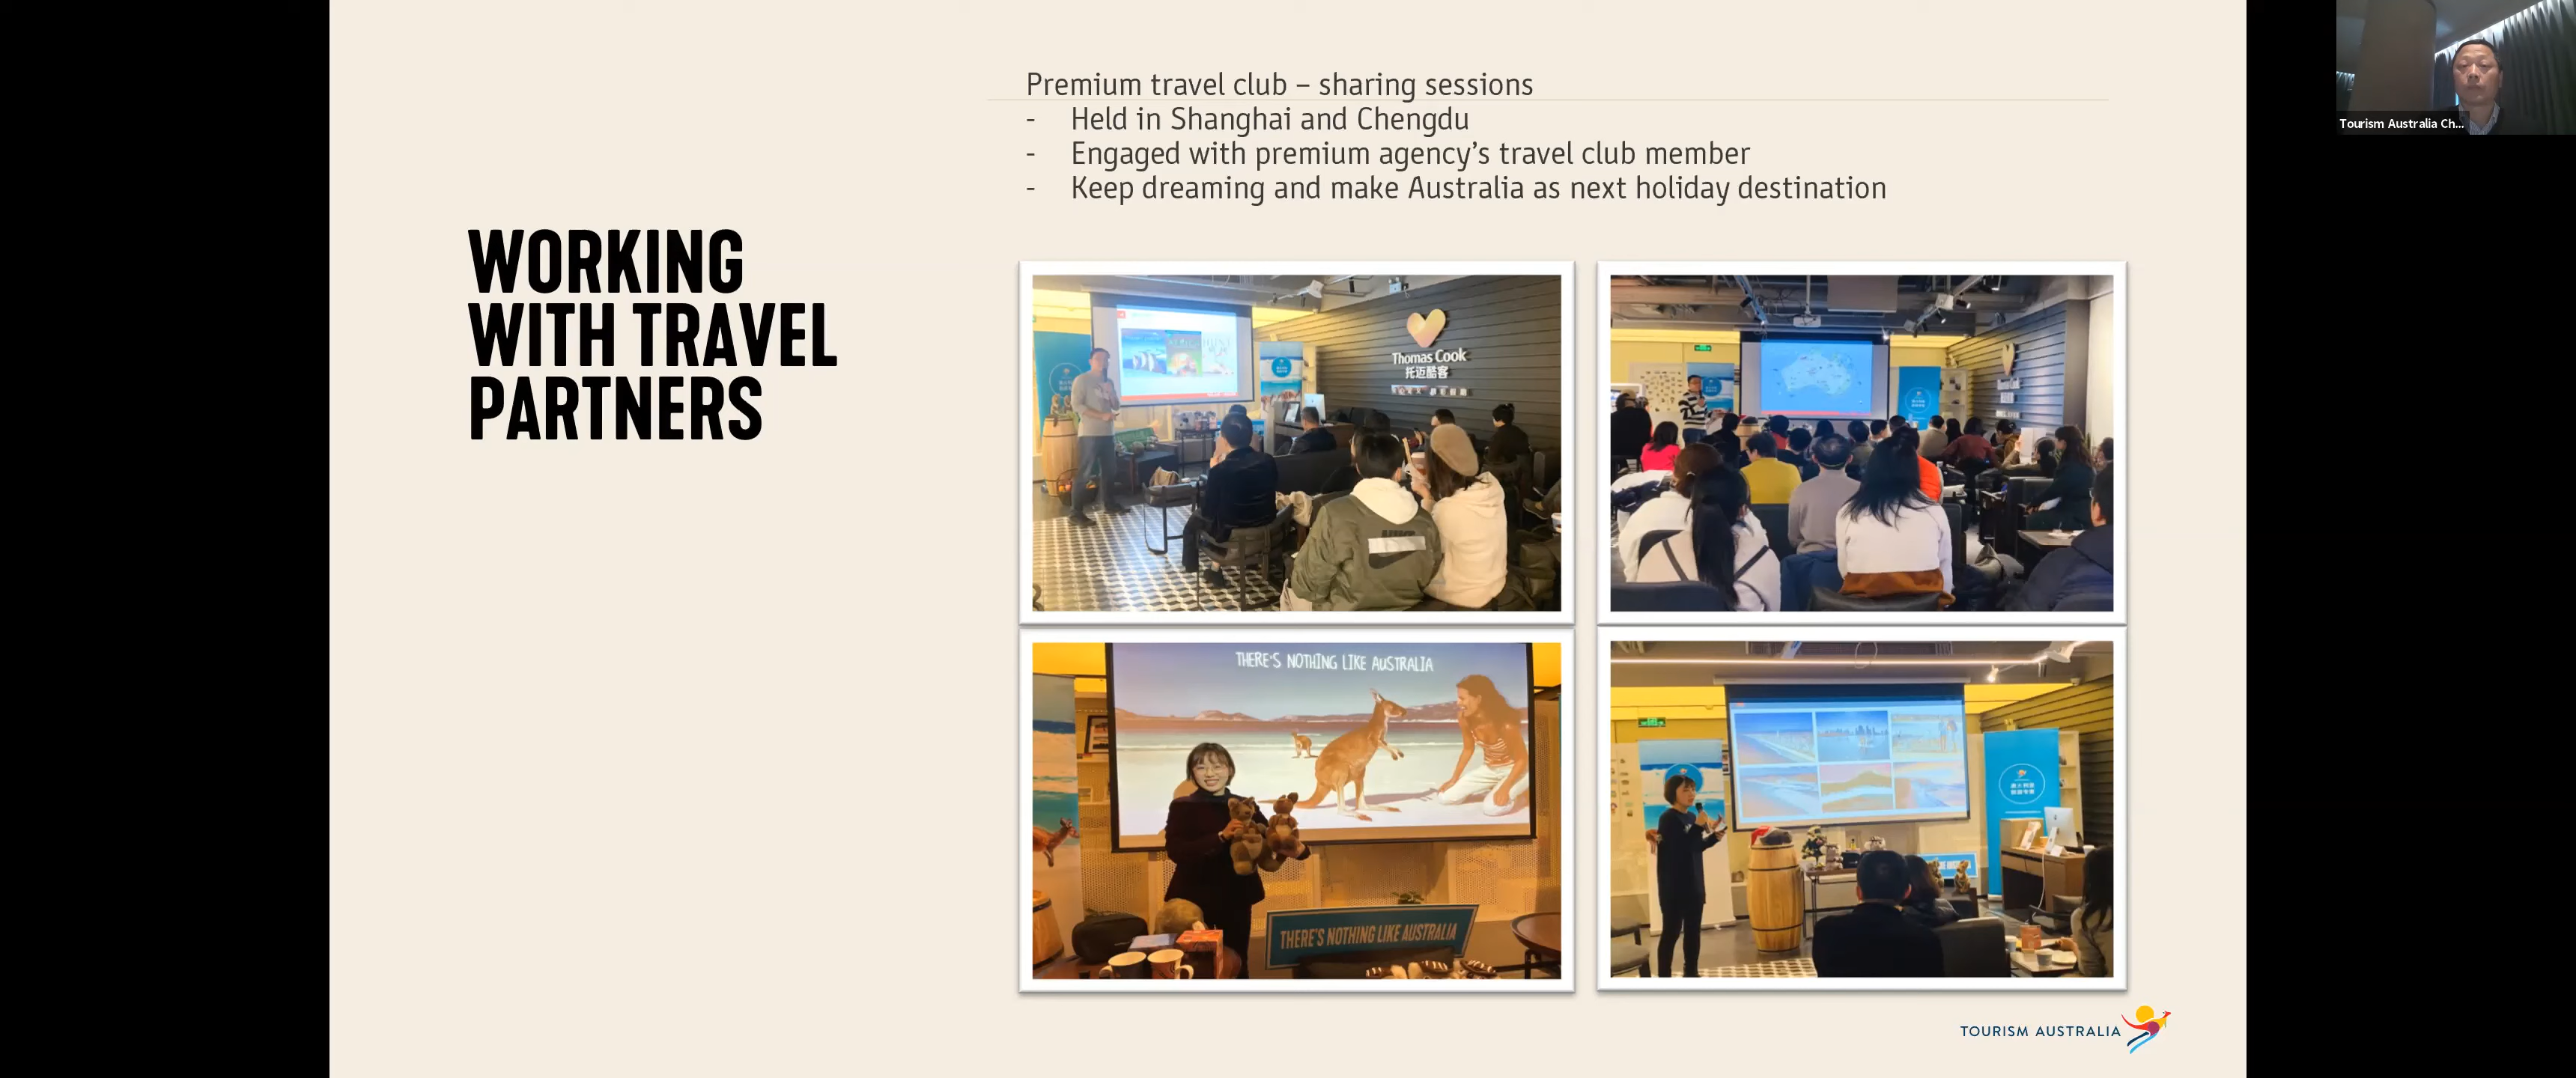 Premium travel club – sharing sessions
- Held in Shanghai and Chengdu
- Engaged with premium agency's travel club member
- Keep dreaming and make Australia as next holiday destination
WORKING
WITH TRAVEL
PARTNERS
Thomas Cook
托迈酷客
THERE'S NOTHING LIKE AUSTRALIA
THERE'S NOTHING LIKE AUSTRALIA
TOURISM AUSTRALIA
Tourism Australia Ch...